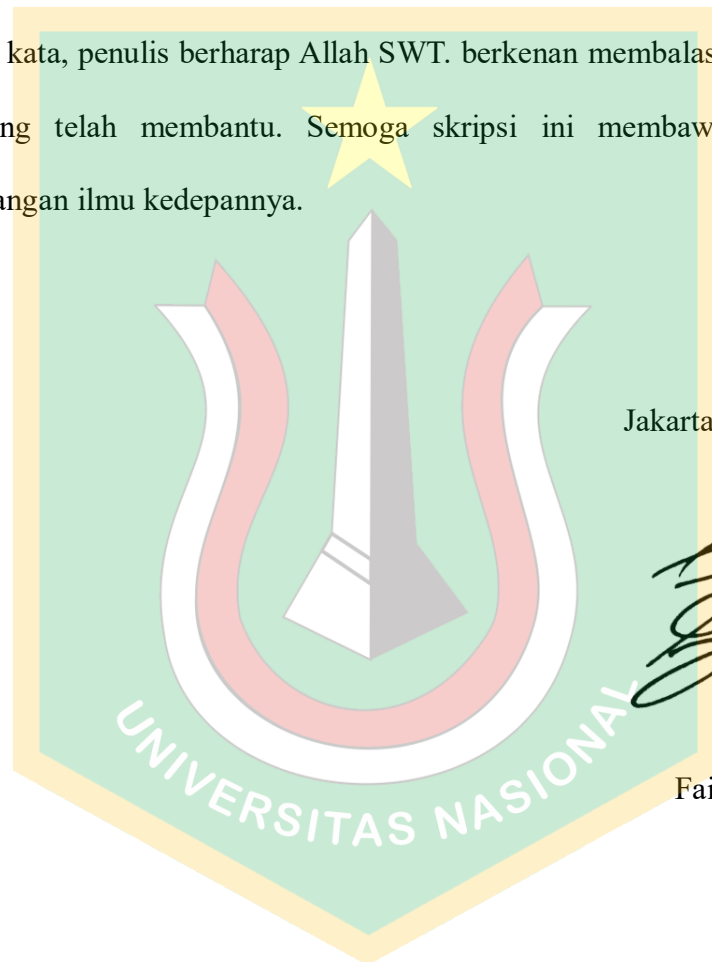 kata, penulis berharap Allah SWT. berkenan membalas
ng telah membantu. Semoga skripsi ini membaw
angan ilmu kedepannya.
Jakarta
Fai
UNIVERSITAS NASIONAL